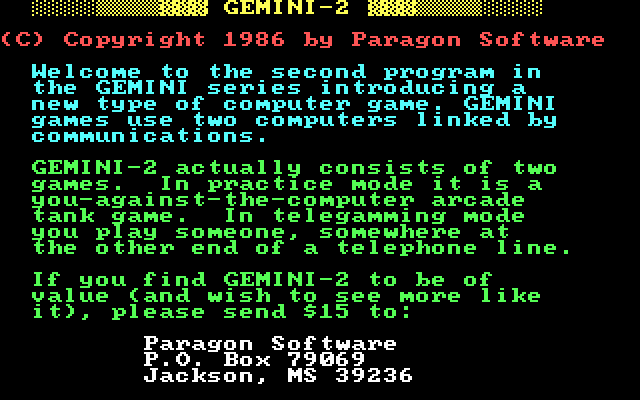 GEMINI-2
(C) Copyright 1986 by Paragon Software
Welcome to the second program in
the GEMINI series introducing a
new type of computer game. GEMINI
games use two computers linked by
communications.
GEMINI-2 actually consists of two
games.  In practice mode it is a
you-against-the-computer arcade
tank game.  In telegamming mode
you play someone, somewhere at
the other end of a telephone line.
If you find GEMINI-2 to be of
value (and wish to see more like
it), please send $15 to:
Paragon Software
P.O. Box 79069
Jackson, MS 39236